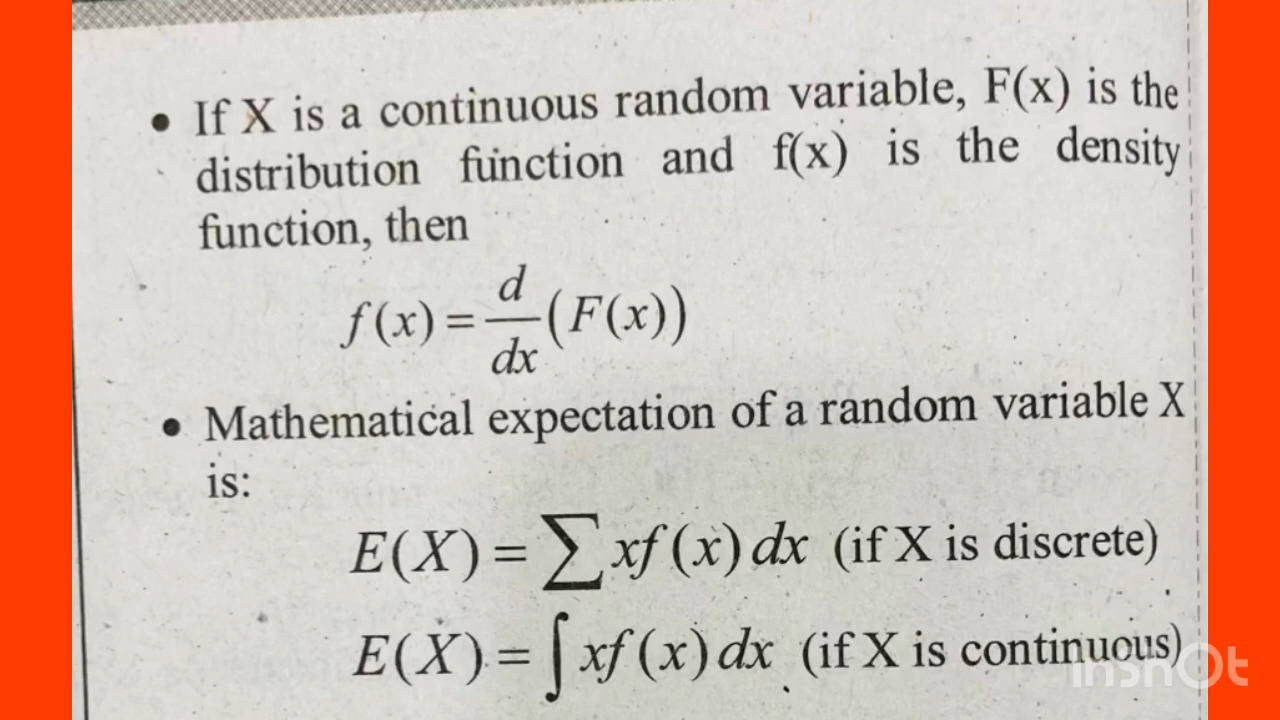 • If X is a continuous random variable, F(x) is the
distribution function and f(x) is the density
function, then
f(x) = d/dx (F(x))
• Mathematical expectation of a random variable X
is:
E(X) = ∑ xf(x) dx (if X is discrete)
E(X) = ∫ xf(x) dx (if X is continuous)
InShOt